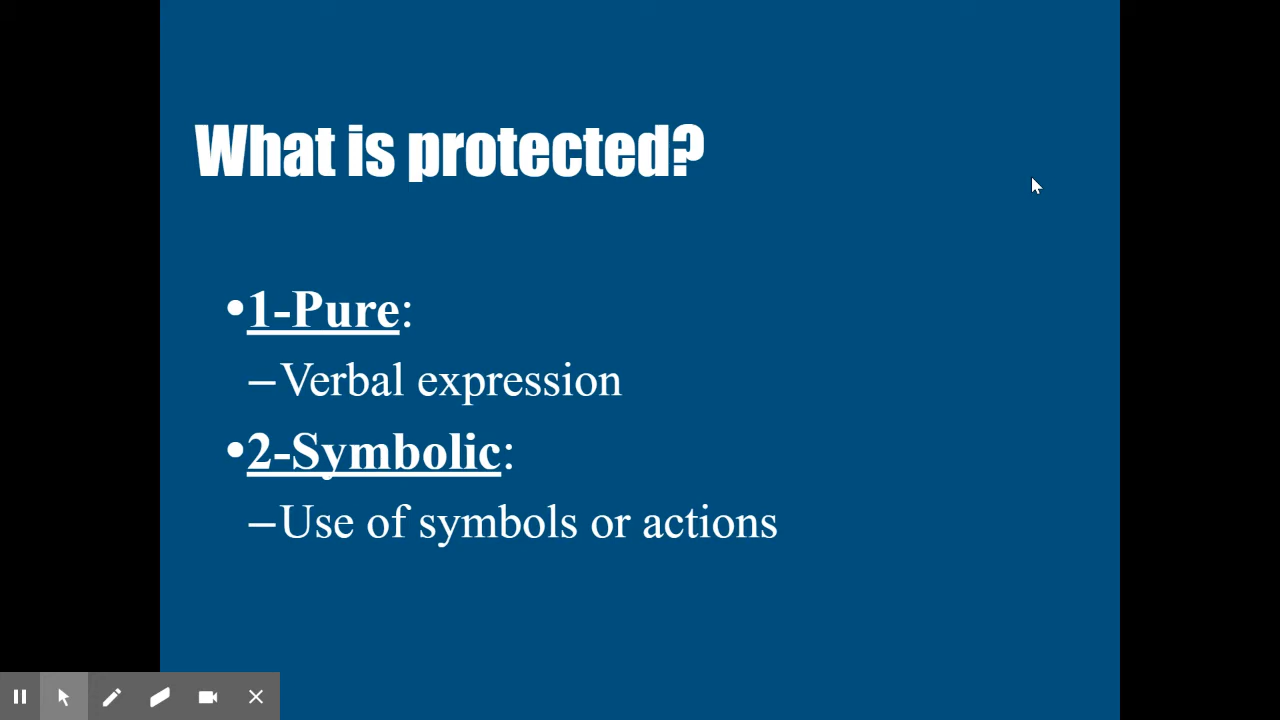 What is protected?
•1-Pure:
–Verbal expression
•2-Symbolic:
–Use of symbols or actions